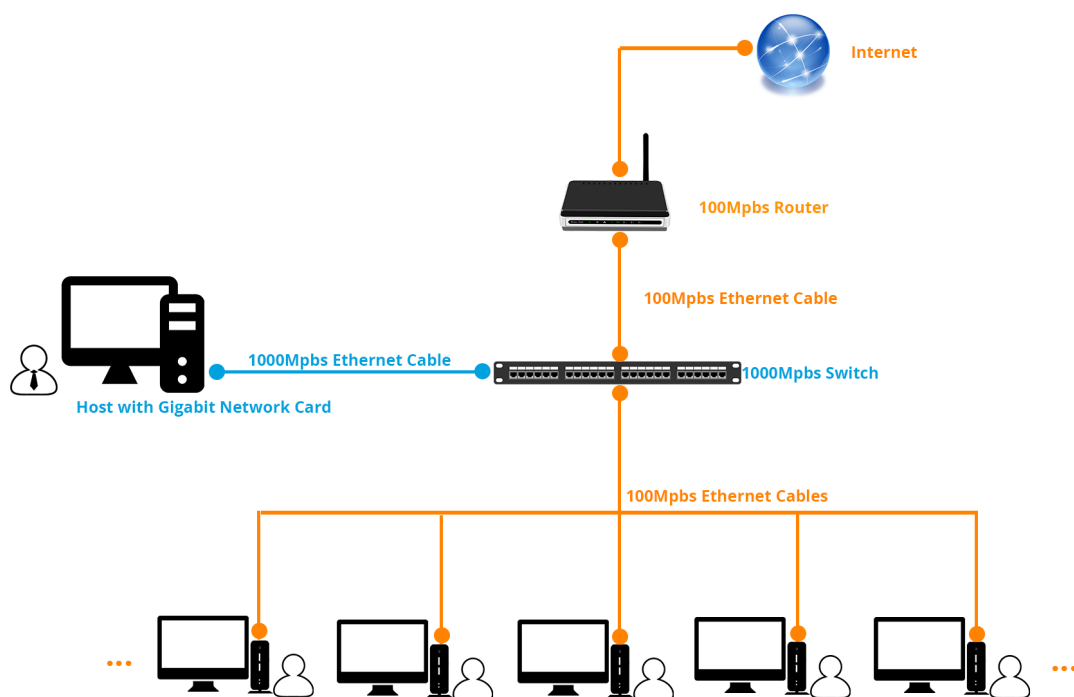 Internet
100Mpbs Router
100Mpbs Ethernet Cable
1000Mpbs Ethernet Cable
1000Mpbs Switch
Host with Gigabit Network Card
100Mpbs Ethernet Cables
...
...